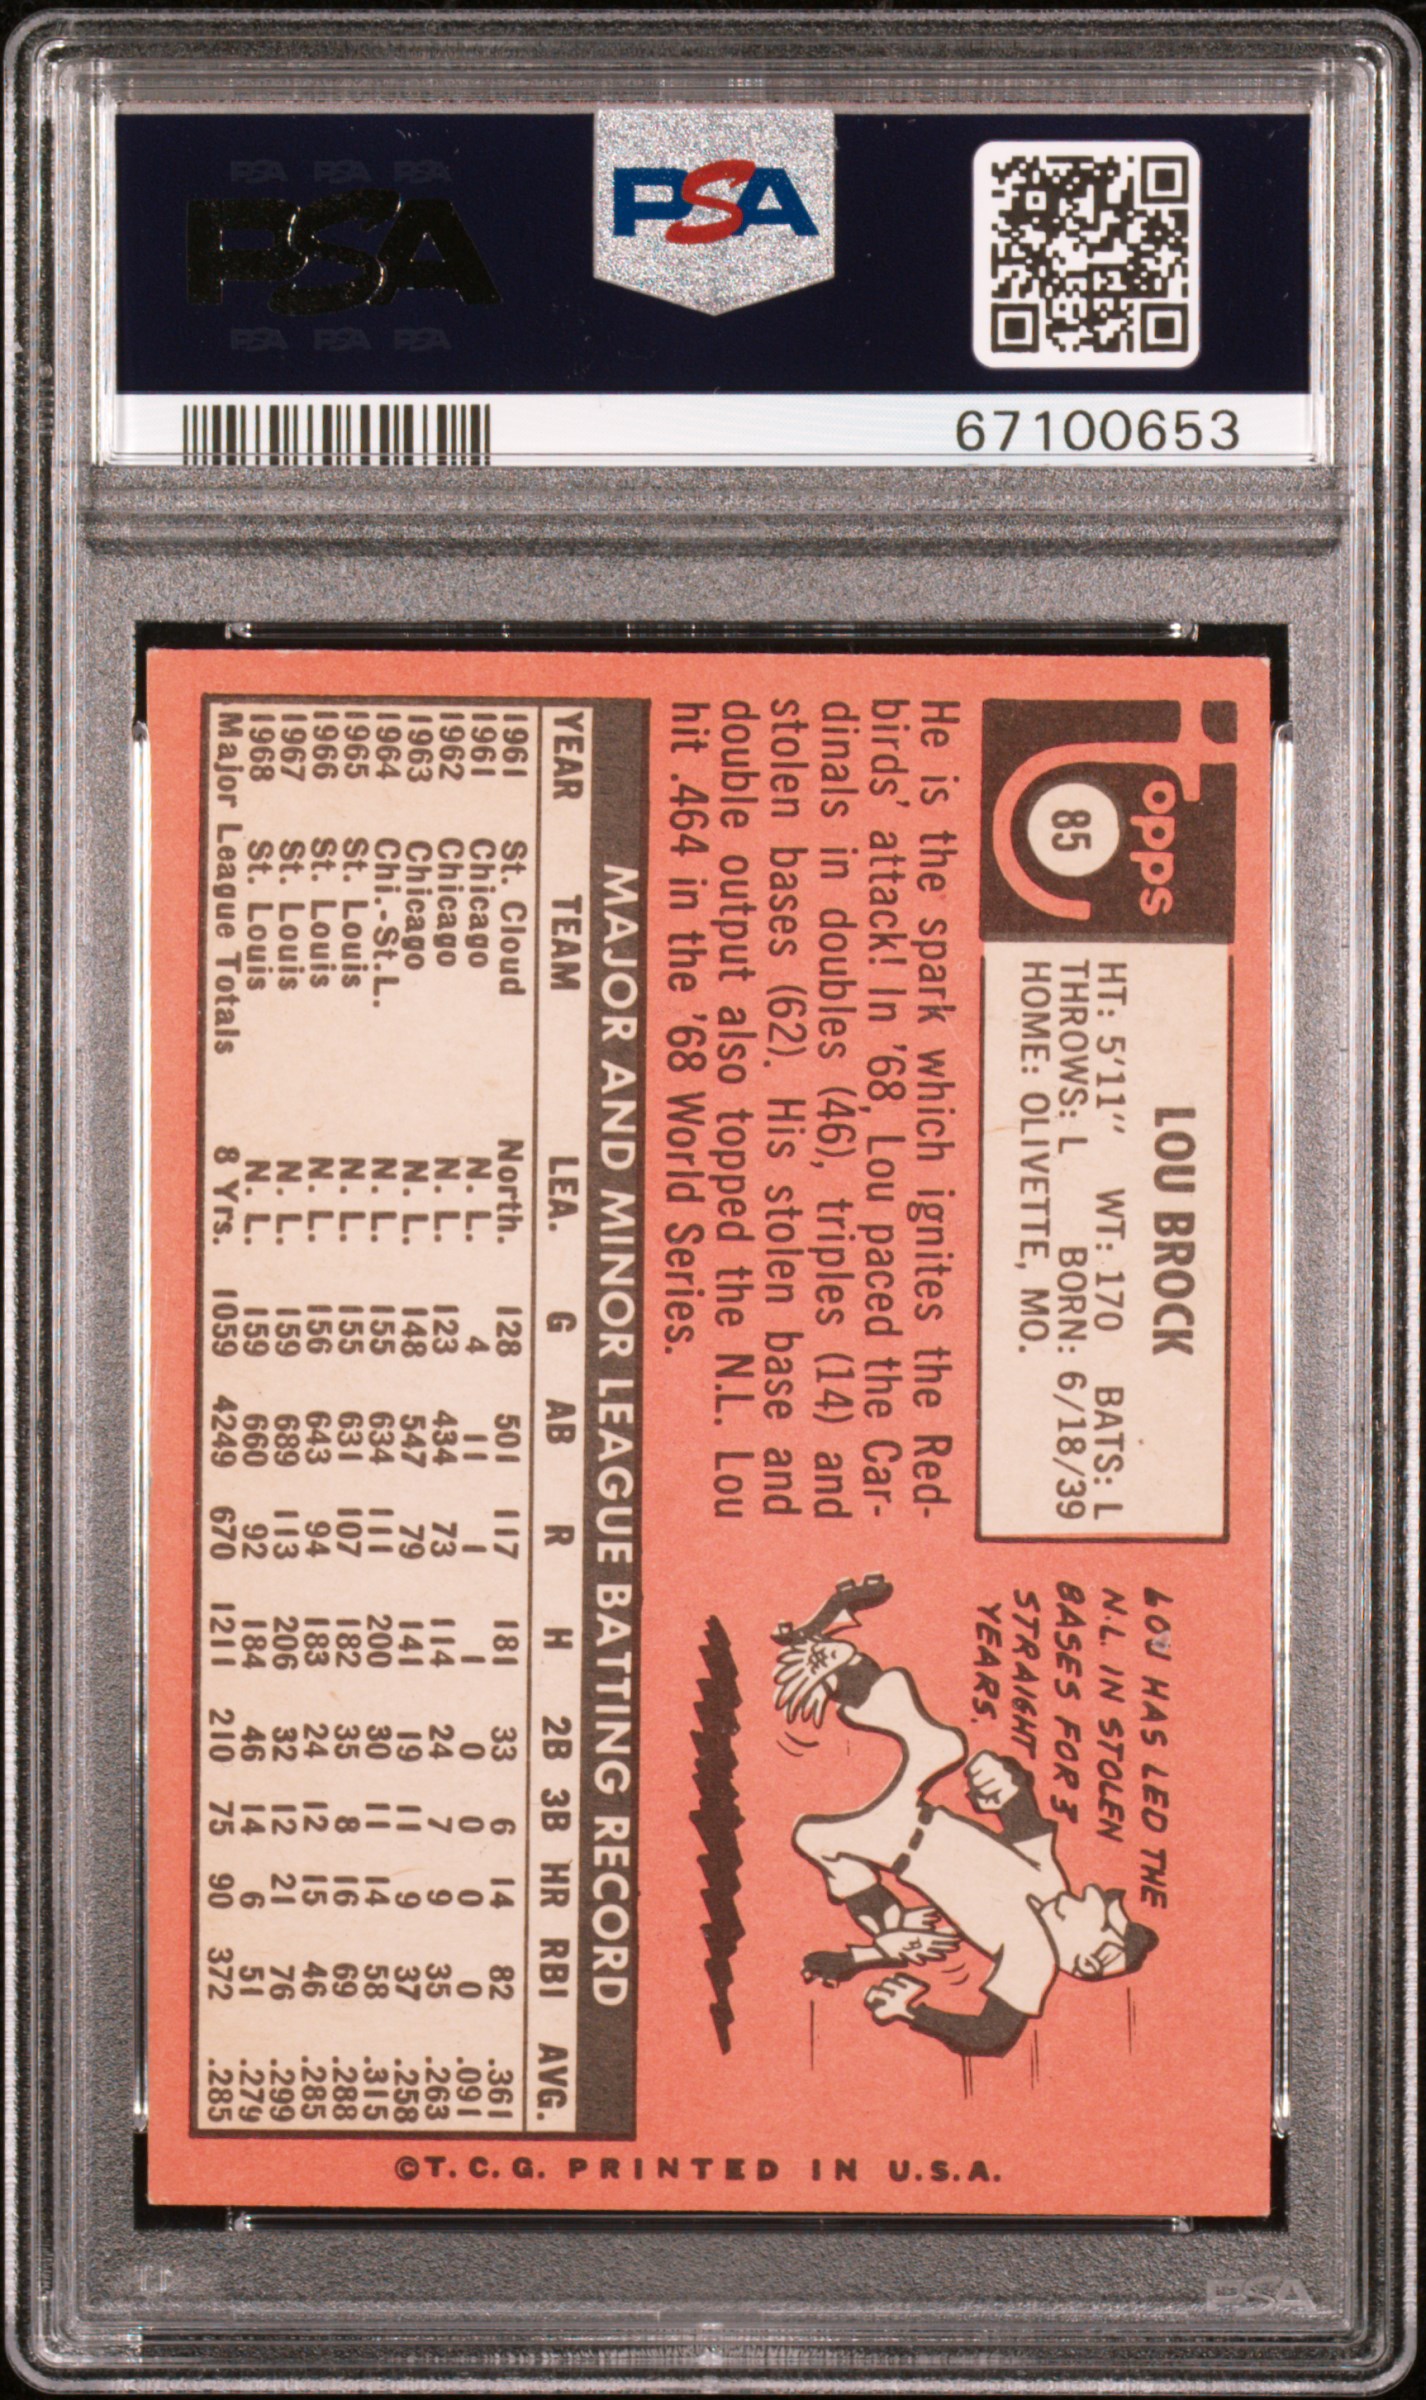 PSA PSA PSA
PSA
PSA PSA PSA
PSA
67100653
Topps
85
LOU BROCK
HT: 5'11" WT: 170 BATS: L
THROWS: L BORN: 6/18/39
HOME: OLIVETTE, MO.
LOU HAS LED THE
N.L. IN STOLEN
BASES FOR 3
STRAIGHT
YEARS.
He is the spark which ignites the Red-
birds' attack! In '68, Lou paced the Car-
dinals in doubles (46), triples (14) and
stolen bases (62). His stolen base and
double output also topped the N.L. Lou
hit .464 in the '68 World Series.
MAJOR AND MINOR LEAGUE BATTING RECORD
YEAR TEAM LEA. G AB R H 2B 3B HR RBI AVG.
1961 St. Cloud North. 128 501 117 181 33 6 14 82 .361
1961 Chicago N. L. 4 11 1 1 0 0 0 0 .091
1962 Chicago N. L. 123 434 73 114 24 7 9 35 .263
1963 Chicago N. L. 148 547 79 141 19 11 9 37 .258
1964 Chi.-St.L. N. L. 155 634 111 200 30 11 14 58 .315
1965 St. Louis N. L. 155 631 107 182 35 8 16 69 .288
1966 St. Louis N. L. 156 643 94 183 24 12 15 46 .285
1967 St. Louis N. L. 159 689 113 206 32 12 21 76 .299
1968 St. Louis N. L. 159 660 92 184 46 14 6 51 .279
Major League Totals 8 Yrs. 1059 4249 670 1211 210 75 90 372 .285
©T.C.G. PRINTED IN U.S.A.
PSA